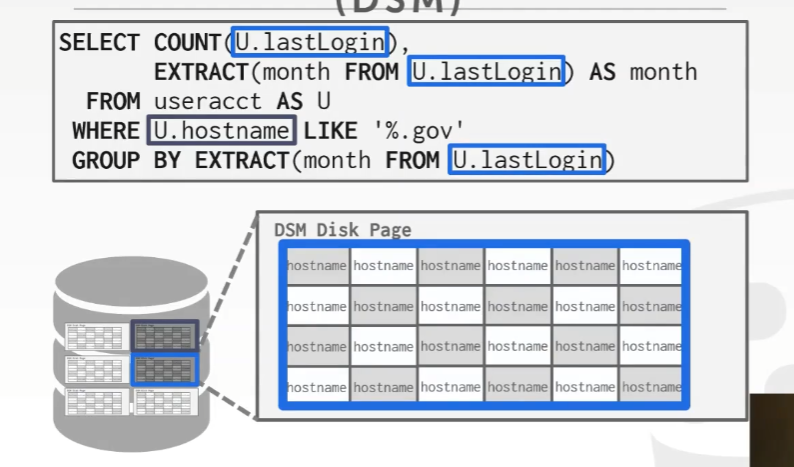 (DSM)
SELECT COUNT(U.lastLogin),
EXTRACT(month FROM U.lastLogin) AS month
FROM useracct AS U
WHERE U.hostname LIKE '%.gov'
GROUP BY EXTRACT(month FROM U.lastLogin)
DSM Disk Page
hostname hostname hostname hostname hostname hostname
hostname hostname hostname hostname hostname hostname
hostname hostname hostname hostname hostname hostname
hostname hostname hostname hostname hostname hostname